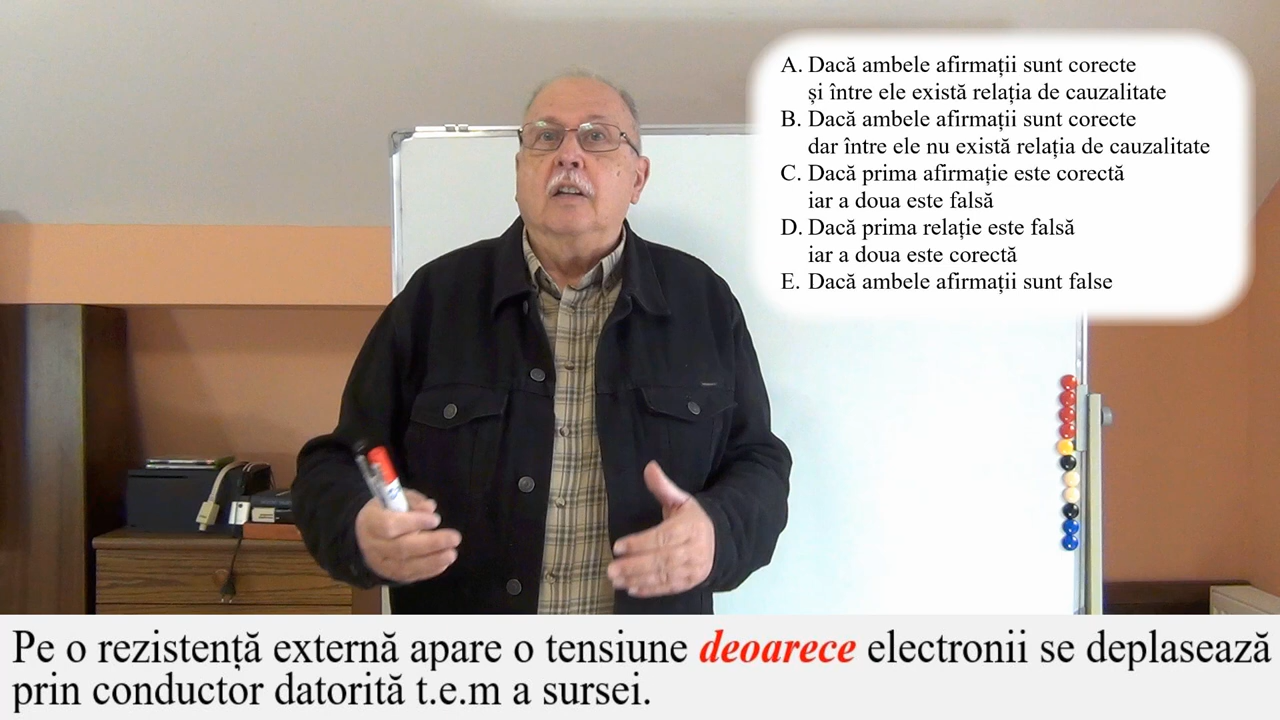 A. Dacă ambele afirmații sunt corecte
și între ele există relația de cauzalitate
B. Dacă ambele afirmații sunt corecte
dar între ele nu există relația de cauzalitate
C. Dacă prima afirmație este corectă
iar a doua este falsă
D. Dacă prima relație este falsă
iar a doua este corectă
E. Dacă ambele afirmații sunt false
Pe o rezistență externă apare o tensiune deoarece electronii se deplasează
prin conductor datorită t.e.m a sursei.